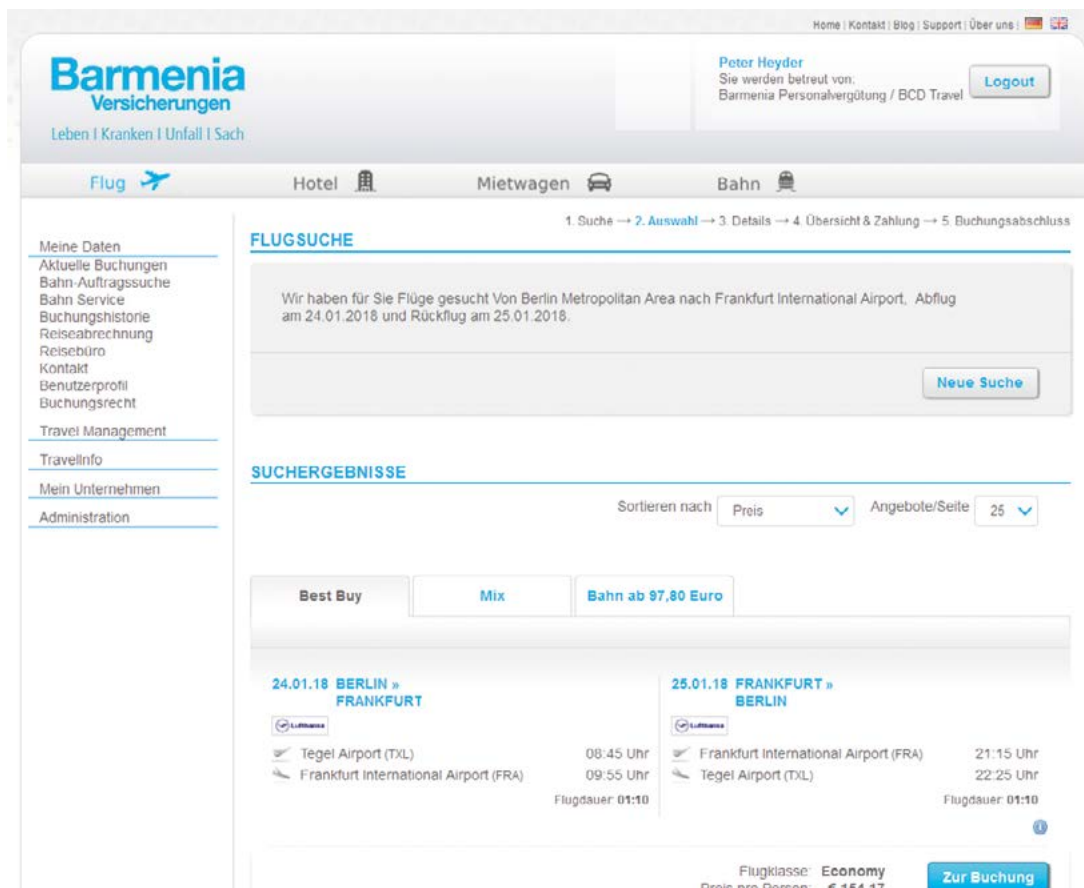 Home | Kontakt | Blog | Support | Über uns |
Barmenia
Versicherungen
Leben I Kranken I Unfall I Sach
Peter Heyder
Sie werden betreut von:
Barmenia Personalvergütung / BCD Travel
Logout
Flug
Hotel
Mietwagen
Bahn
1. Suche → 2. Auswahl → 3. Details → 4. Übersicht & Zahlung → 5. Buchungsabschluss
Meine Daten
Aktuelle Buchungen
Bahn-Auftragssuche
Bahn Service
Buchungshistorie
Reiseabrechnung
Reisebüro
Kontakt
Benutzerprofil
Buchungsrecht
Travel Management
TravelInfo
Mein Unternehmen
Administration
FLUGSUCHE
Wir haben für Sie Flüge gesucht Von Berlin Metropolitan Area nach Frankfurt International Airport, Abflug
am 24.01.2018 und Rückflug am 25.01.2018.
Neue Suche
SUCHERGEBNISSE
Sortieren nach Preis Angebote/Seite 25
Best Buy
Mix
Bahn ab 97,80 Euro
24.01.18 BERLIN »
FRANKFURT
Lufthansa
Tegel Airport (TXL) 08:45 Uhr
Frankfurt International Airport (FRA) 09:55 Uhr
Flugdauer: 01:10
25.01.18 FRANKFURT »
BERLIN
Lufthansa
Frankfurt International Airport (FRA) 21:15 Uhr
Tegel Airport (TXL) 22:25 Uhr
Flugdauer: 01:10
Flugklasse: Economy
Preis pro Person: € 154,17
Zur Buchung